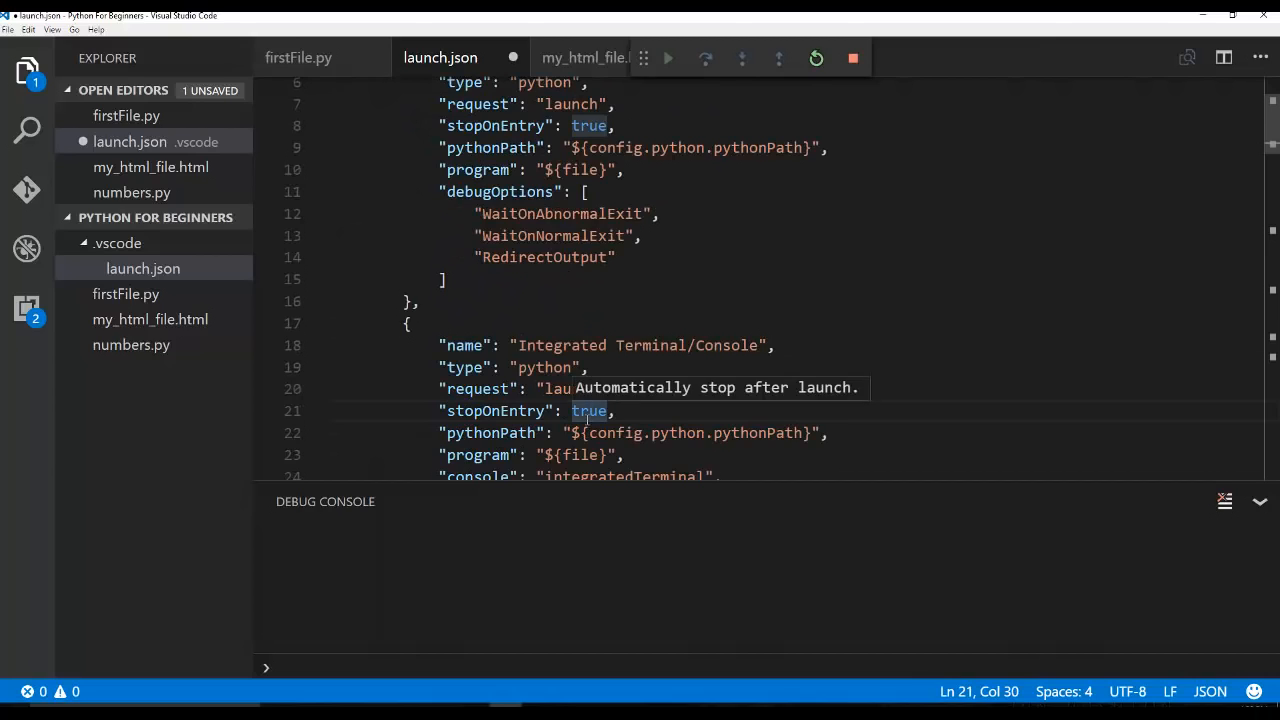 launch.json - Python For Beginners - Visual Studio Code
File Edit View Go Help
EXPLORER
firstFile.py
launch.json
my_html_file.
OPEN EDITORS 1 UNSAVED
firstFile.py
launch.json .vscode
my_html_file.html
numbers.py
PYTHON FOR BEGINNERS
.vscode
launch.json
firstFile.py
my_html_file.html
numbers.py
1
2
6 "type": "python",
7 "request": "launch",
8 "stopOnEntry": true,
9 "pythonPath": "${config.python.pythonPath}",
10 "program": "${file}",
11 "debugOptions": [
12 "WaitOnAbnormalExit",
13 "WaitOnNormalExit",
14 "RedirectOutput"
15 ]
16 },
17 {
18 "name": "Integrated Terminal/Console",
19 "type": "python",
20 "request": "lau
Automatically stop after launch.
21 "stopOnEntry": true,
22 "pythonPath": "${config.python.pythonPath}",
23 "program": "${file}",
24 "console": "integratedTerminal",
DEBUG CONSOLE
>
0 0
Ln 21, Col 30 Spaces: 4 UTF-8 LF JSON